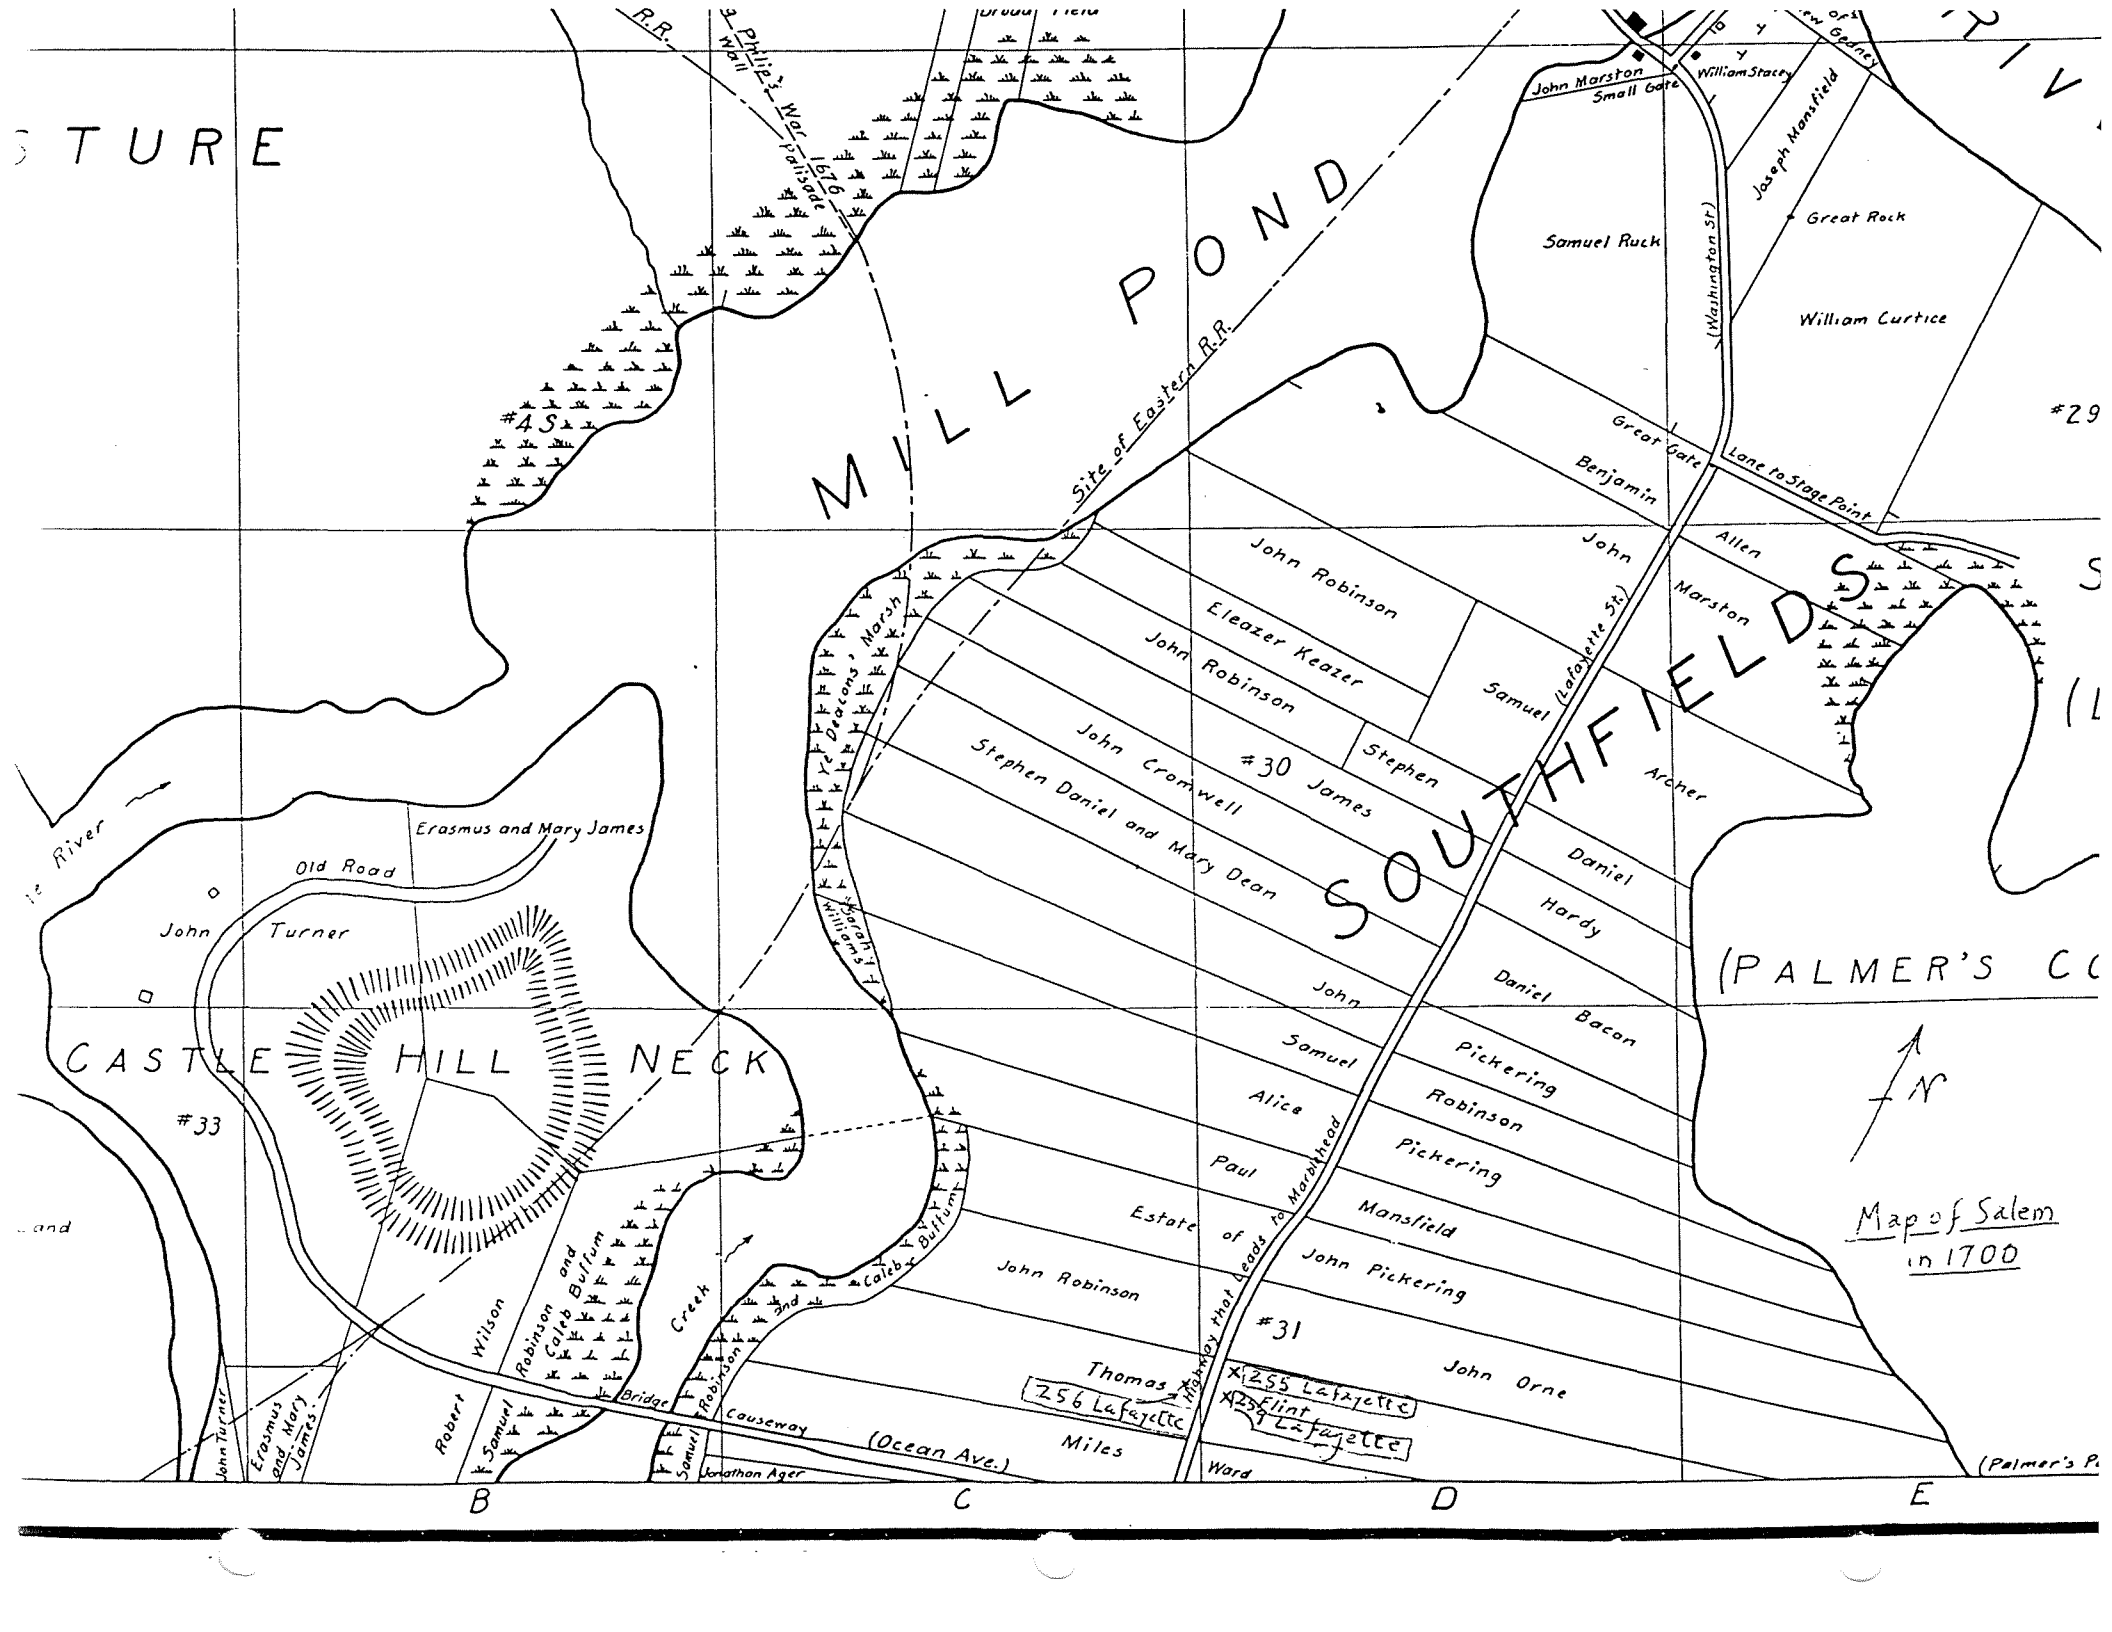 R.R.
Philip's War 1676
Wall Palisade
Broad Field
TURE
John Marston
Small Gate
William Stacey
Gedney
Joseph Mansfield
Great Rock
Samuel Ruck
(Washington St)
William Curtice
#29
MILL POND
Site of Eastern R.R.
#4 S
Great Gate
Lane to Stage Point
Benjamin Allen
John Marston
John Robinson
Eleazer Keazer
John Robinson
Samuel Archer
(Lafayette St.)
SOUTHFIELDS
Ye Deacons' Marsh
Stephen Daniel
John Cromwell
#30
James Hardy
Stephen Daniel and Mary Dean
Daniel Bacon
(PALMER'S CO
River
Erasmus and Mary James
Old Road
John Turner
Sarah Williams
John Pickering
Samuel Robinson
Alice Pickering
Paul Mansfield
CASTLE HILL NECK
#33
N
Map of Salem
in 1700
and
Estate of John Pickering
John Robinson
Highway that Leads to Marblehead
#31
Robert Wilson
Samuel Robinson and
Caleb Buffum
Creek
Samuel Robinson and Caleb Buffum
Thomas Flint
John Orne
256 Lafayette
X 255 Lafayette
X 259 Lafayette
Bridge
Causeway
(Ocean Ave.)
Miles Ward
Jonathan Ager
John Turner
Erasmus
and Mary
James
(Palmer's
B C D E